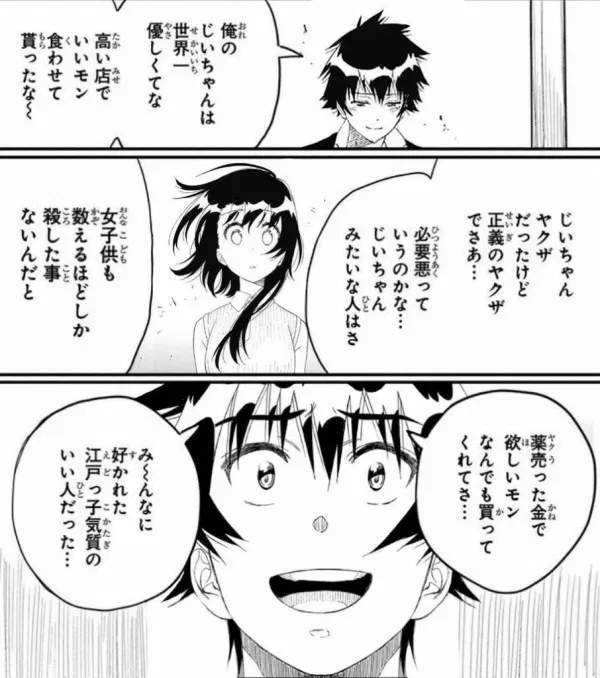 俺の
じいちゃんは
世界一
優しくてな
高い店で
いいモン
食わせて
貰ったな〜
じいちゃん
ヤクザ
だったけど
正義のヤクザ
でさあ…
必要悪って
いうのかな…
じいちゃん
みたいな人はさ
女子供も
数えるほどしか
殺した事
ないんだと
薬売った金で
欲しいモン
なんでも買って
くれてさ…
み〜んなに
好かれた
江戸っ子気質の
いい人だった…